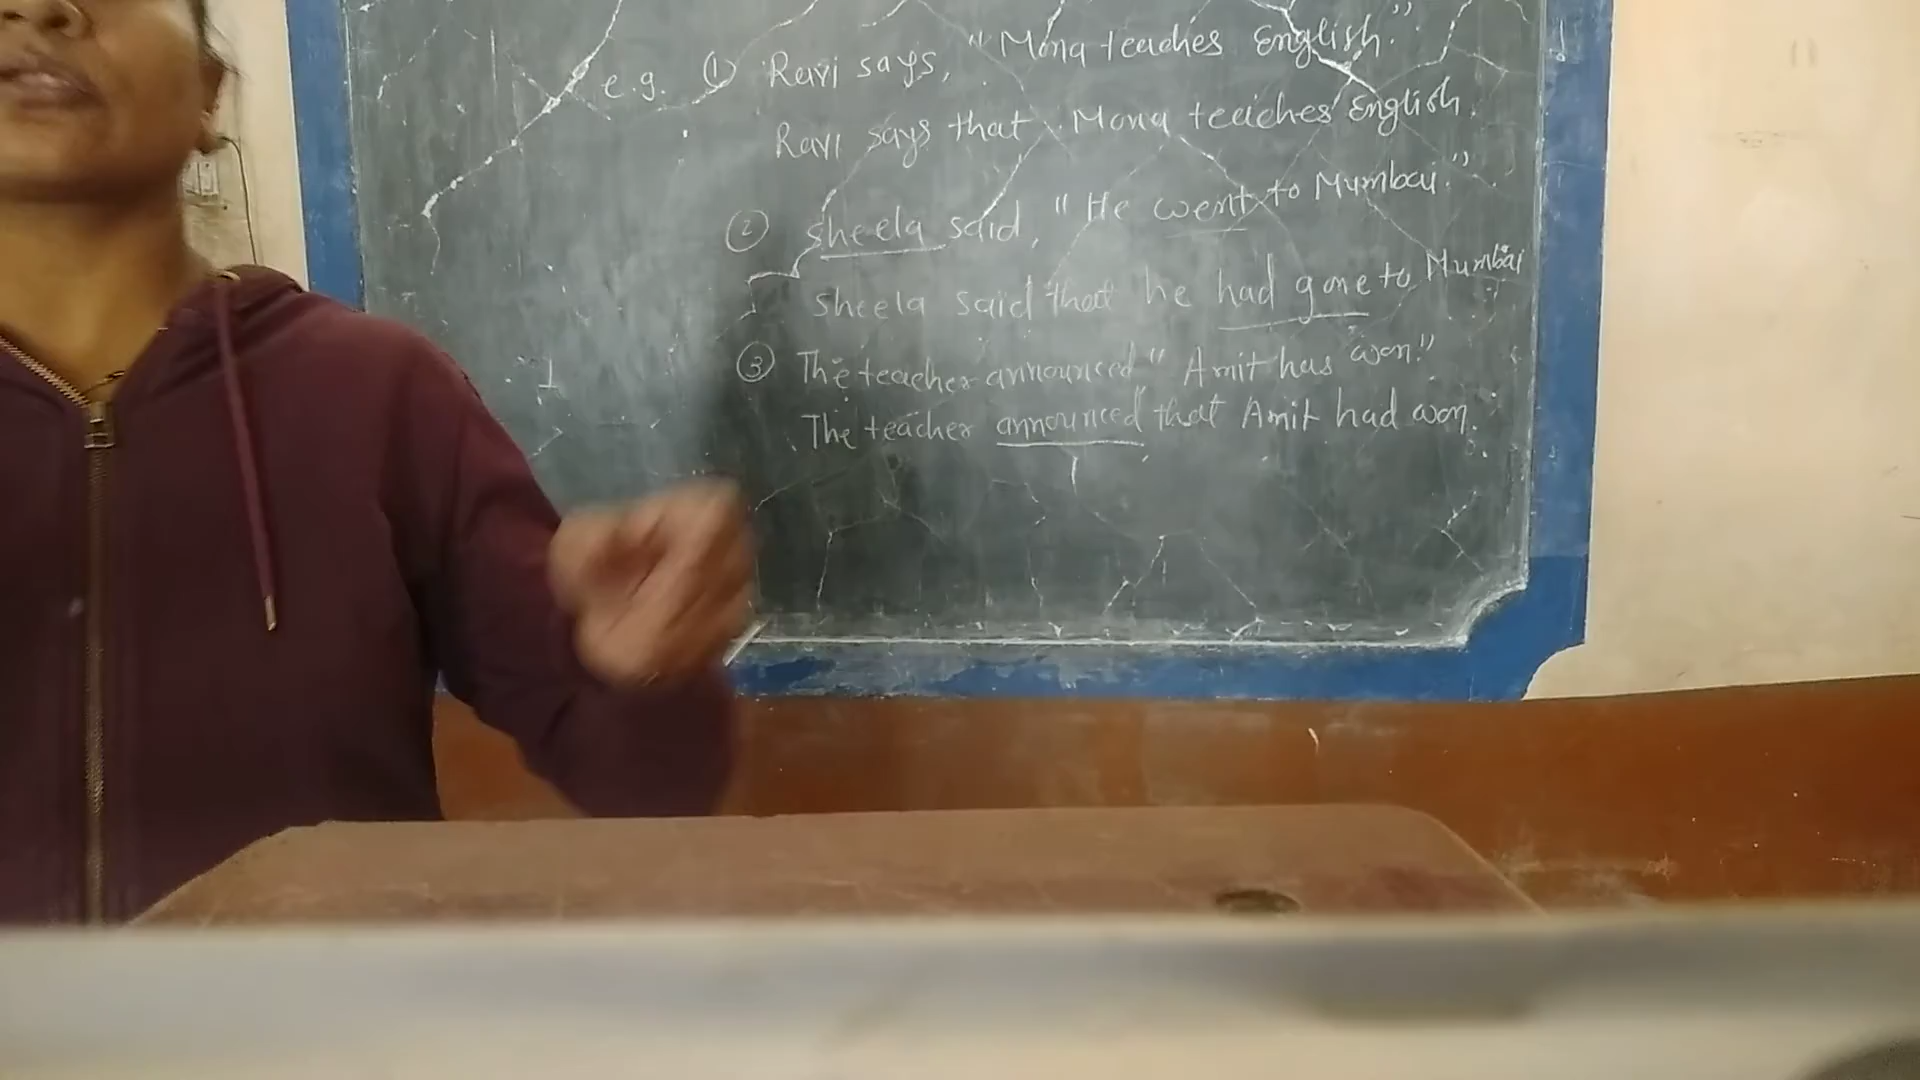 e.g. ① Ravi says, "Mona teaches English."
Ravi says that Mona teaches English.
② Sheela said, "He went to Mumbai."
Sheela said that he had gone to Mumbai
③ The teacher announced "Amit has won."
The teacher announced that Amit had won.